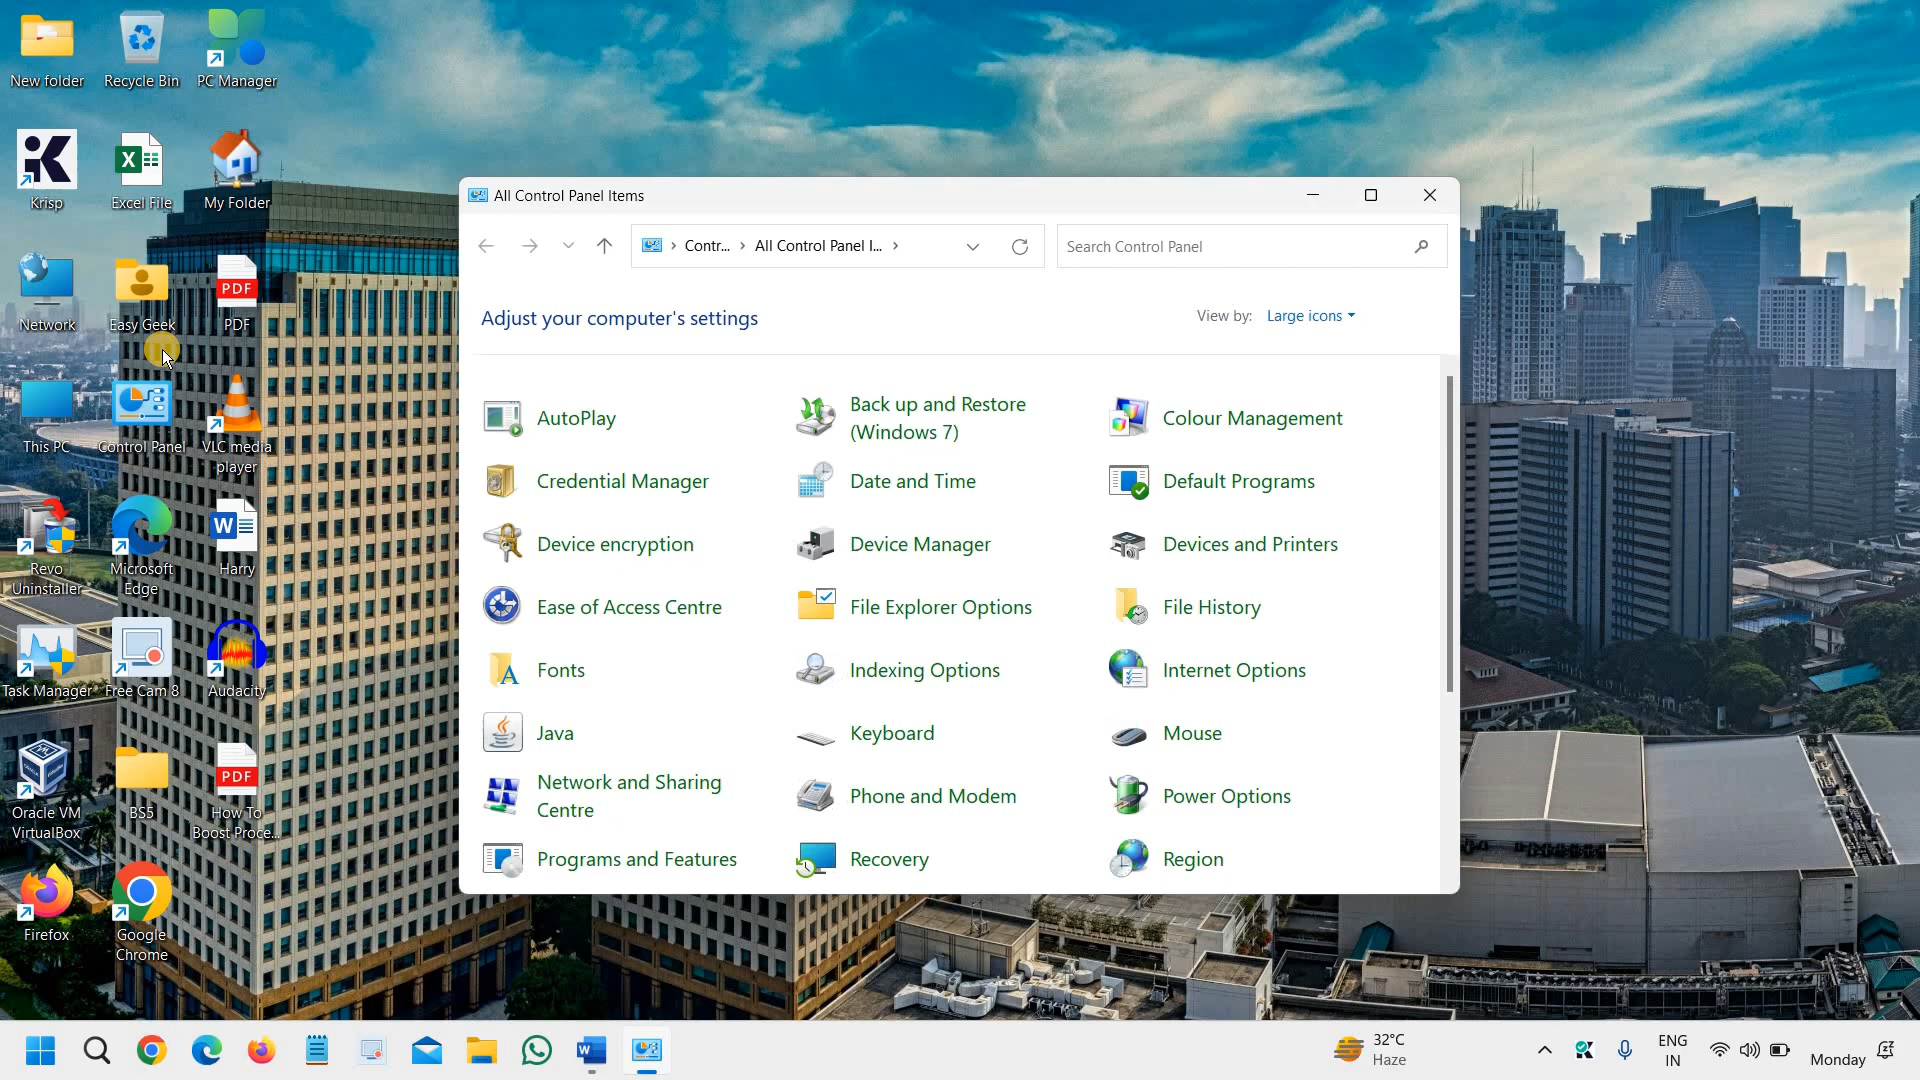 New folder
Recycle Bin
PC Manager
Krisp
Excel File
My Folder
Network
Easy Geek
PDF
PDF
This PC
Control Panel
VLC media
player
Revo
Uninstaller
Microsoft
Edge
W
Harry
Task Manager
Free Cam 8
Audacity
Oracle VM
VirtualBox
BS5
PDF
How To
Boost Proce...
Firefox
Google
Chrome
All Control Panel Items
Contr... All Control Panel I...
Search Control Panel
Adjust your computer's settings
View by: Large icons
AutoPlay
Back up and Restore
(Windows 7)
Colour Management
Credential Manager
Date and Time
Default Programs
Device encryption
Device Manager
Devices and Printers
Ease of Access Centre
File Explorer Options
File History
Fonts
Indexing Options
Internet Options
Java
Keyboard
Mouse
Network and Sharing
Centre
Phone and Modem
Power Options
Programs and Features
Recovery
Region
32°C
Haze
ENG
IN
Monday